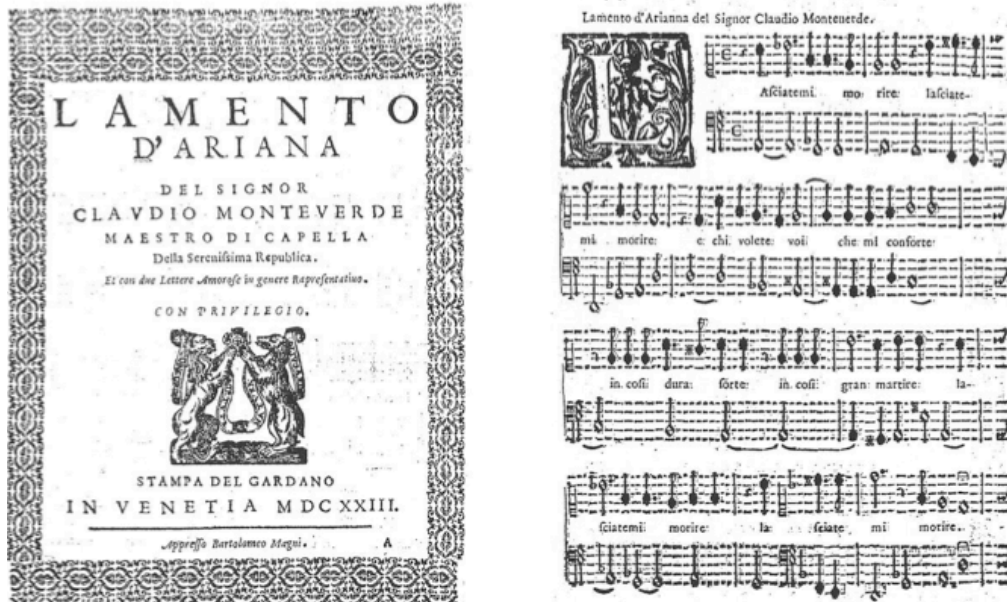 LAMENTO
D'ARIANA
DEL SIGNOR
CLAVDIO MONTEVERDE
MAESTRO DI CAPELLA
Della Serenissima Republica.
Et con due Lettere Amorose in genere Rapresentatiuo.
CON PRIVILEGIO.
STAMPA DEL GARDANO
IN VENETIA MDCXXIII.
Appresso Bartolomeo Magni. A
Lamento d'Arianna del Signor Claudio Monteuerde.
L Asciatemi mo- rire: lasciate-
mi morire: e chi volete: voi: che mi conforte:
in cosi: dura: sorte: in cosi: gran martire: la-
sciatemi: morire: la- sciate mi morire.